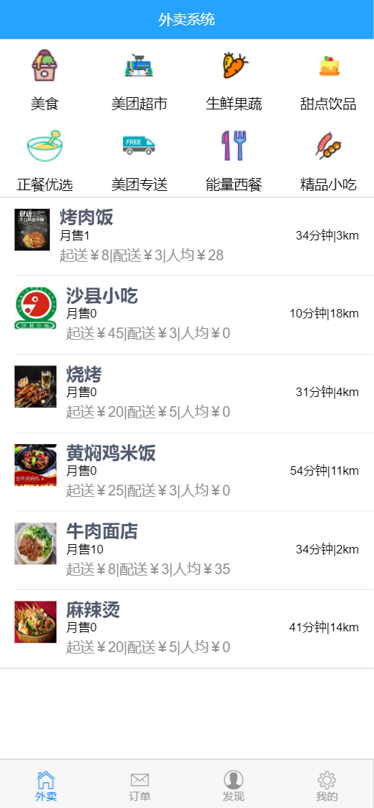 外卖系统
美食 美团超市 生鲜果蔬 甜点饮品
FREE
正餐优选 美团专送 能量西餐 精品小吃
烤肉饭
月售1 34分钟|3km
起送￥8|配送￥3|人均￥28
沙县小吃
月售0 10分钟|18km
起送￥45|配送￥3|人均￥0
烧烤
月售0 31分钟|4km
起送￥20|配送￥5|人均￥0
黄焖鸡米饭
月售0 54分钟|11km
起送￥25|配送￥3|人均￥0
牛肉面店
月售10 34分钟|2km
起送￥8|配送￥3|人均￥35
麻辣烫
月售0 41分钟|14km
起送￥20|配送￥5|人均￥0
外卖 订单 发现 我的